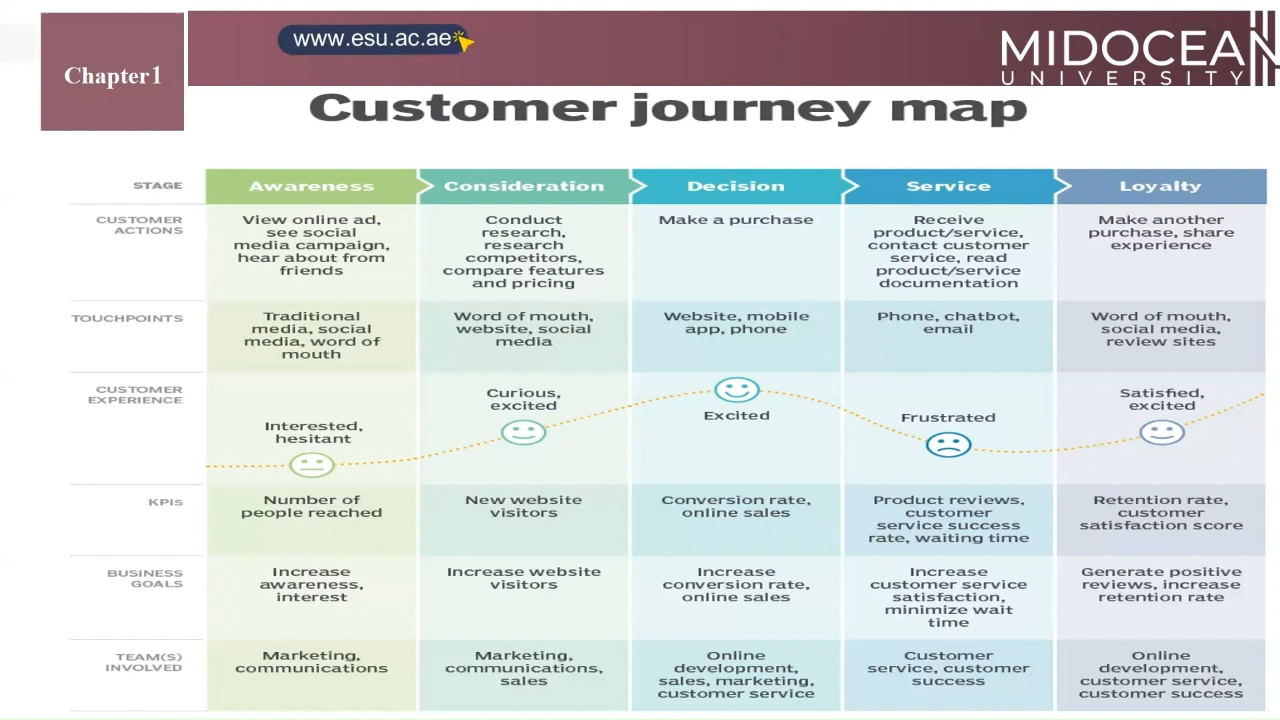 www.esu.ac.ae
MIDOCEAN
UNIVERSITY
Chapter1
Customer journey map
STAGE
Awareness
Consideration
Decision
Service
Loyalty
CUSTOMER
ACTIONS
View online ad,
see social
media campaign,
hear about from
friends
Conduct
research,
research
competitors,
compare features
and pricing
Make a purchase
Receive
product/service,
contact customer
service, read
product/service
documentation
Make another
purchase, share
experience
TOUCHPOINTS
Traditional
media, social
media, word of
mouth
Word of mouth,
website, social
media
Website, mobile
app, phone
Phone, chatbot,
email
Word of mouth,
social media,
review sites
CUSTOMER
EXPERIENCE
Interested,
hesitant
Curious,
excited
Excited
Frustrated
Satisfied,
excited
KPIs
Number of
people reached
New website
visitors
Conversion rate,
online sales
Product reviews,
customer
service success
rate, waiting time
Retention rate,
customer
satisfaction score
BUSINESS
GOALS
Increase
awareness,
interest
Increase website
visitors
Increase
conversion rate,
online sales
Increase
customer service
satisfaction,
minimize wait
time
Generate positive
reviews, increase
retention rate
TEAM(S)
INVOLVED
Marketing,
communications
Marketing,
communications,
sales
Online
development,
sales, marketing,
customer service
Customer
service, customer
success
Online
development,
customer service,
customer success